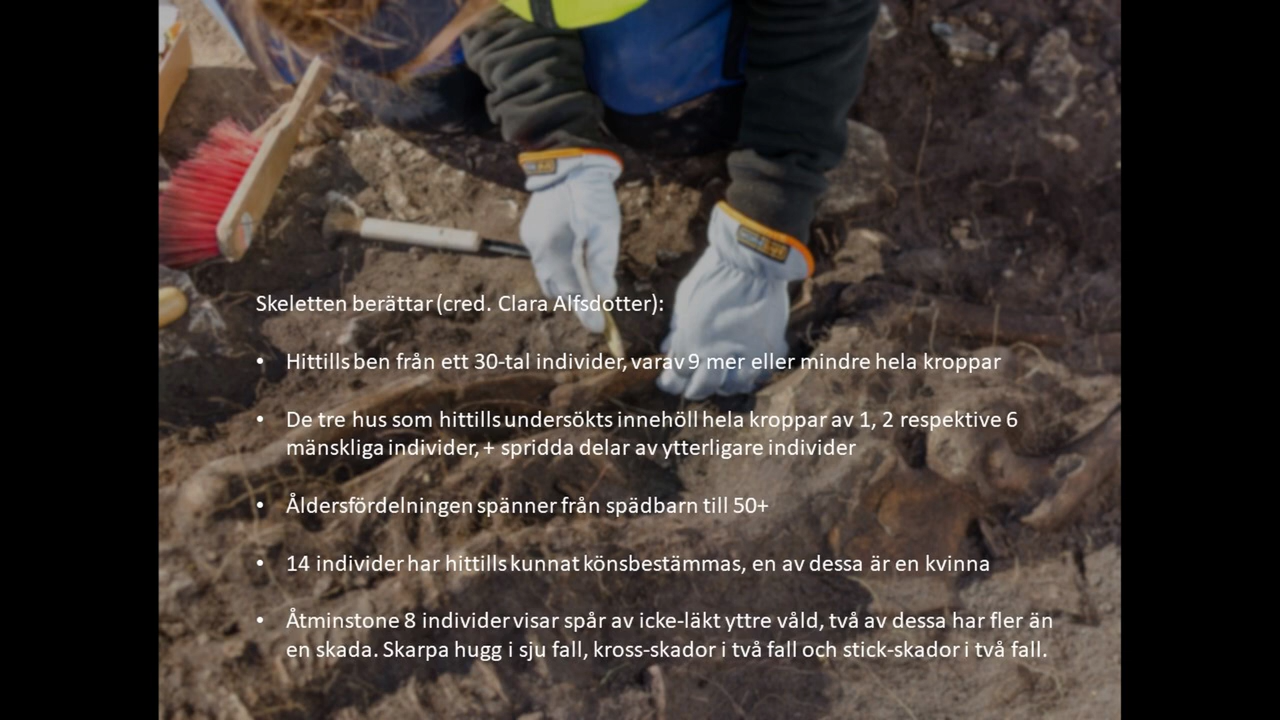 Skeletten berättar (cred. Clara Alfsdotter):
• Hittills ben från ett 30-tal individer, varav 9 mer eller mindre hela kroppar
• De tre hus som hittills undersökts innehöll hela kroppar av 1, 2 respektive 6
mänskliga individer, + spridda delar av ytterligare individer
• Åldersfördelningen spänner från spädbarn till 50+
• 14 individer har hittills kunnat könsbestämmas, en av dessa är en kvinna
• Åtminstone 8 individer visar spår av icke-läkt yttre våld, två av dessa har fler än
en skada. Skarpa hugg i sju fall, kross-skador i två fall och stick-skador i två fall.